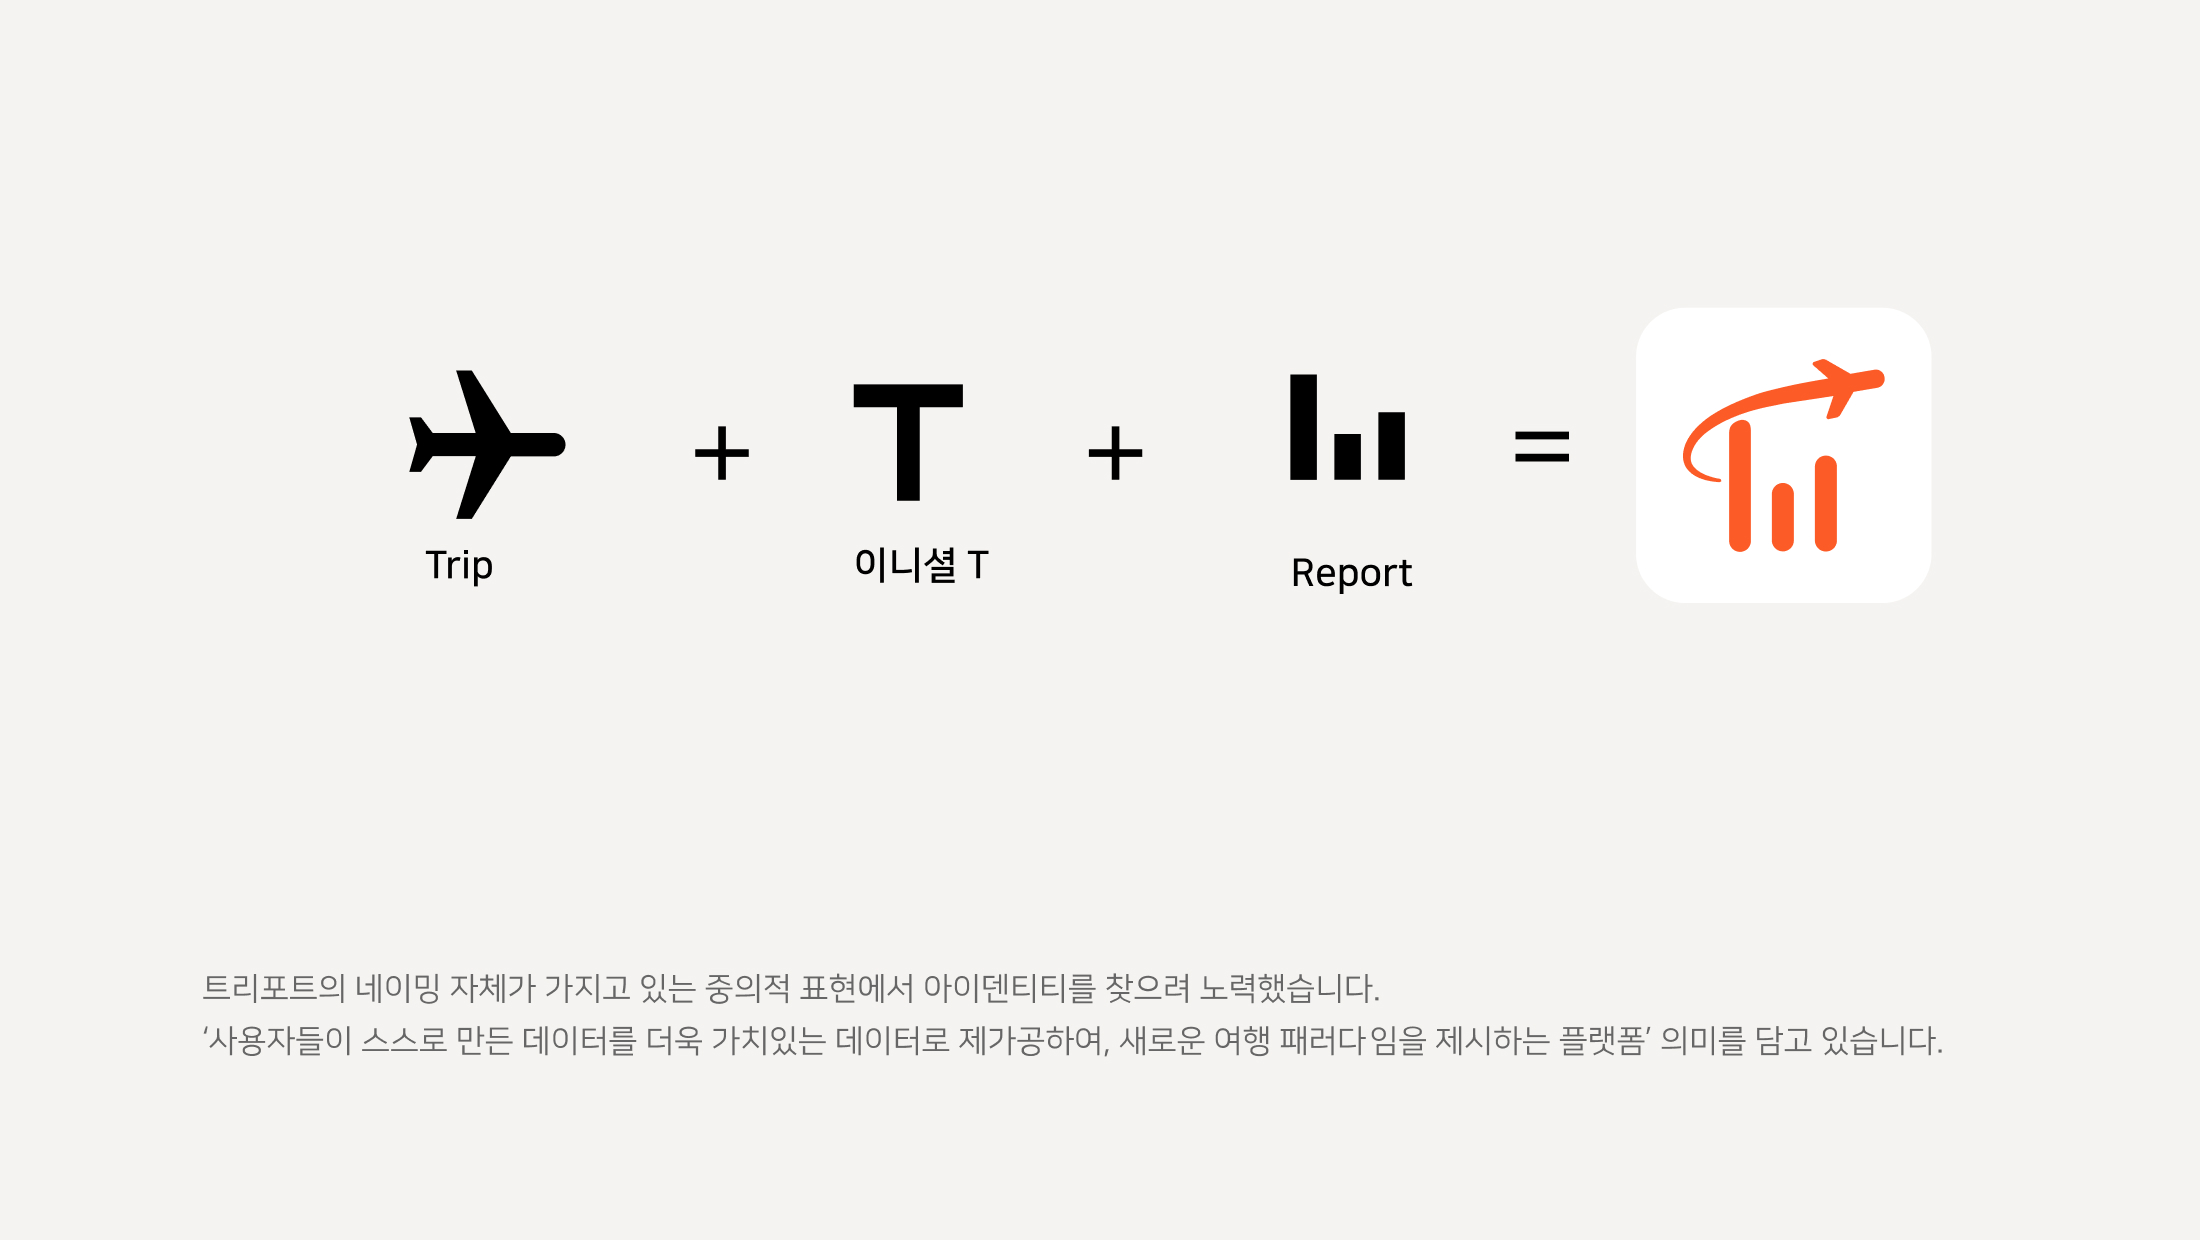 + T + =
Trip 이니셜 T Report
트리포트의 네이밍 자체가 가지고 있는 중의적 표현에서 아이덴티티를 찾으려 노력했습니다.
‘사용자들이 스스로 만든 데이터를 더욱 가치있는 데이터로 제가공하여, 새로운 여행 패러다임을 제시하는 플랫폼’ 의미를 담고 있습니다.